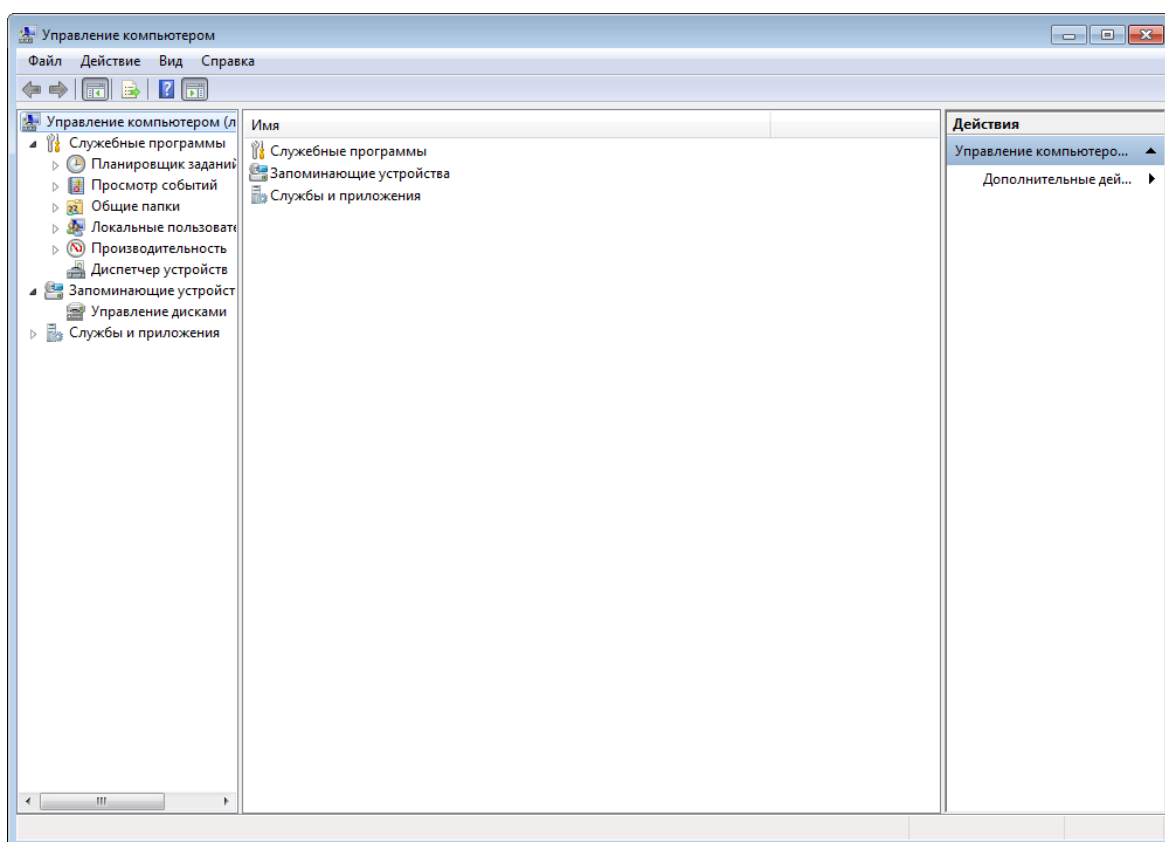 Управление компьютером
Файл Действие Вид Справка
Управление компьютером (л
Служебные программы
Планировщик заданий
Просмотр событий
Общие папки
Локальные пользовате
Производительность
Диспетчер устройств
Запоминающие устройст
Управление дисками
Службы и приложения
Имя
Служебные программы
Запоминающие устройства
Службы и приложения
Действия
Управление компьютеро...
Дополнительные дей...